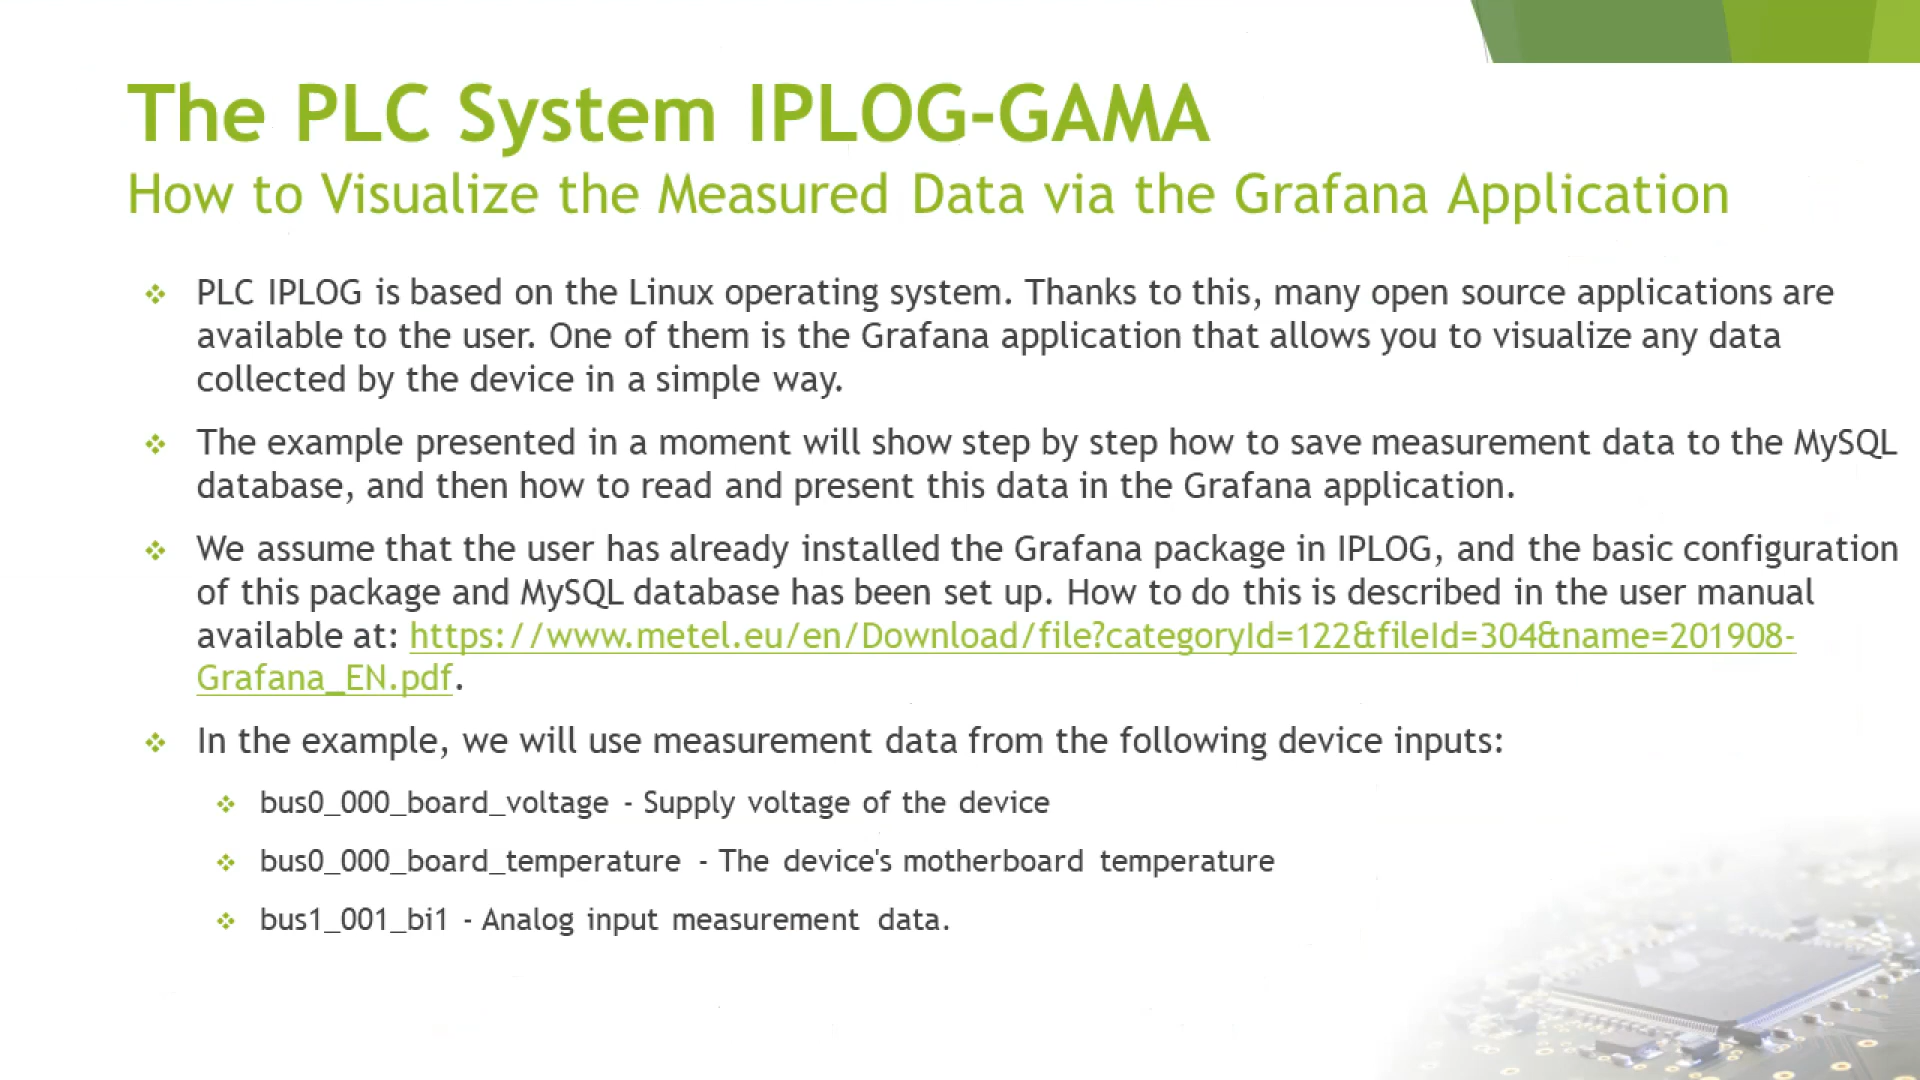 The PLC System IPLOG-GAMA
How to Visualize the Measured Data via the Grafana Application
PLC IPLOG is based on the Linux operating system. Thanks to this, many open source applications are
available to the user. One of them is the Grafana application that allows you to visualize any data
collected by the device in a simple way.
The example presented in a moment will show step by step how to save measurement data to the MySQL
database, and then how to read and present this data in the Grafana application.
We assume that the user has already installed the Grafana package in IPLOG, and the basic configuration
of this package and MySQL database has been set up. How to do this is described in the user manual
available at: https://www.metel.eu/en/Download/file?categoryId=122&fileId=304&name=201908-
Grafana_EN.pdf.
In the example, we will use measurement data from the following device inputs:
bus0_000_board_voltage - Supply voltage of the device
bus0_000_board_temperature - The device's motherboard temperature
bus1_001_bi1 - Analog input measurement data.